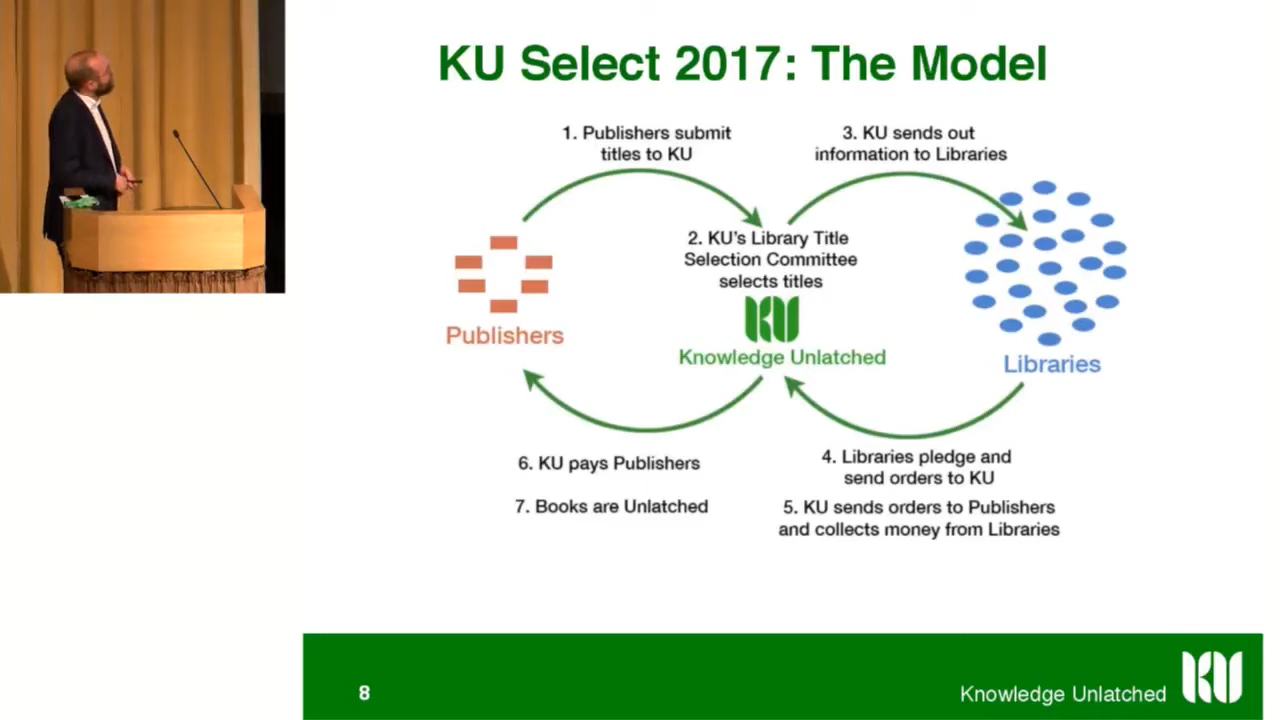 KU Select 2017: The Model
1. Publishers submit
titles to KU
3. KU sends out
information to Libraries
2. KU's Library Title
Selection Committee
selects titles
KU
Publishers
Knowledge Unlatched
Libraries
6. KU pays Publishers
7. Books are Unlatched
4. Libraries pledge and
send orders to KU
5. KU sends orders to Publishers
and collects money from Libraries
8
Knowledge Unlatched
KU